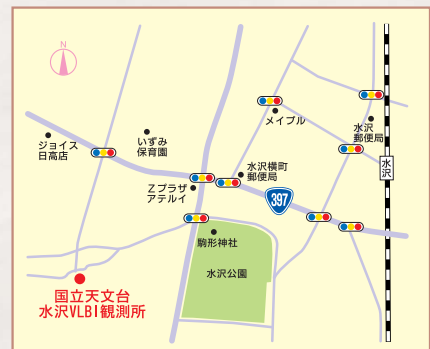 N
メイプル
水沢
郵便局
ジョイス
日高店
いずみ
保育園
水沢横町
郵便局
水沢
Zプラザ
アテルイ
397
駒形神社
水沢公園
国立天文台
水沢VLBI観測所